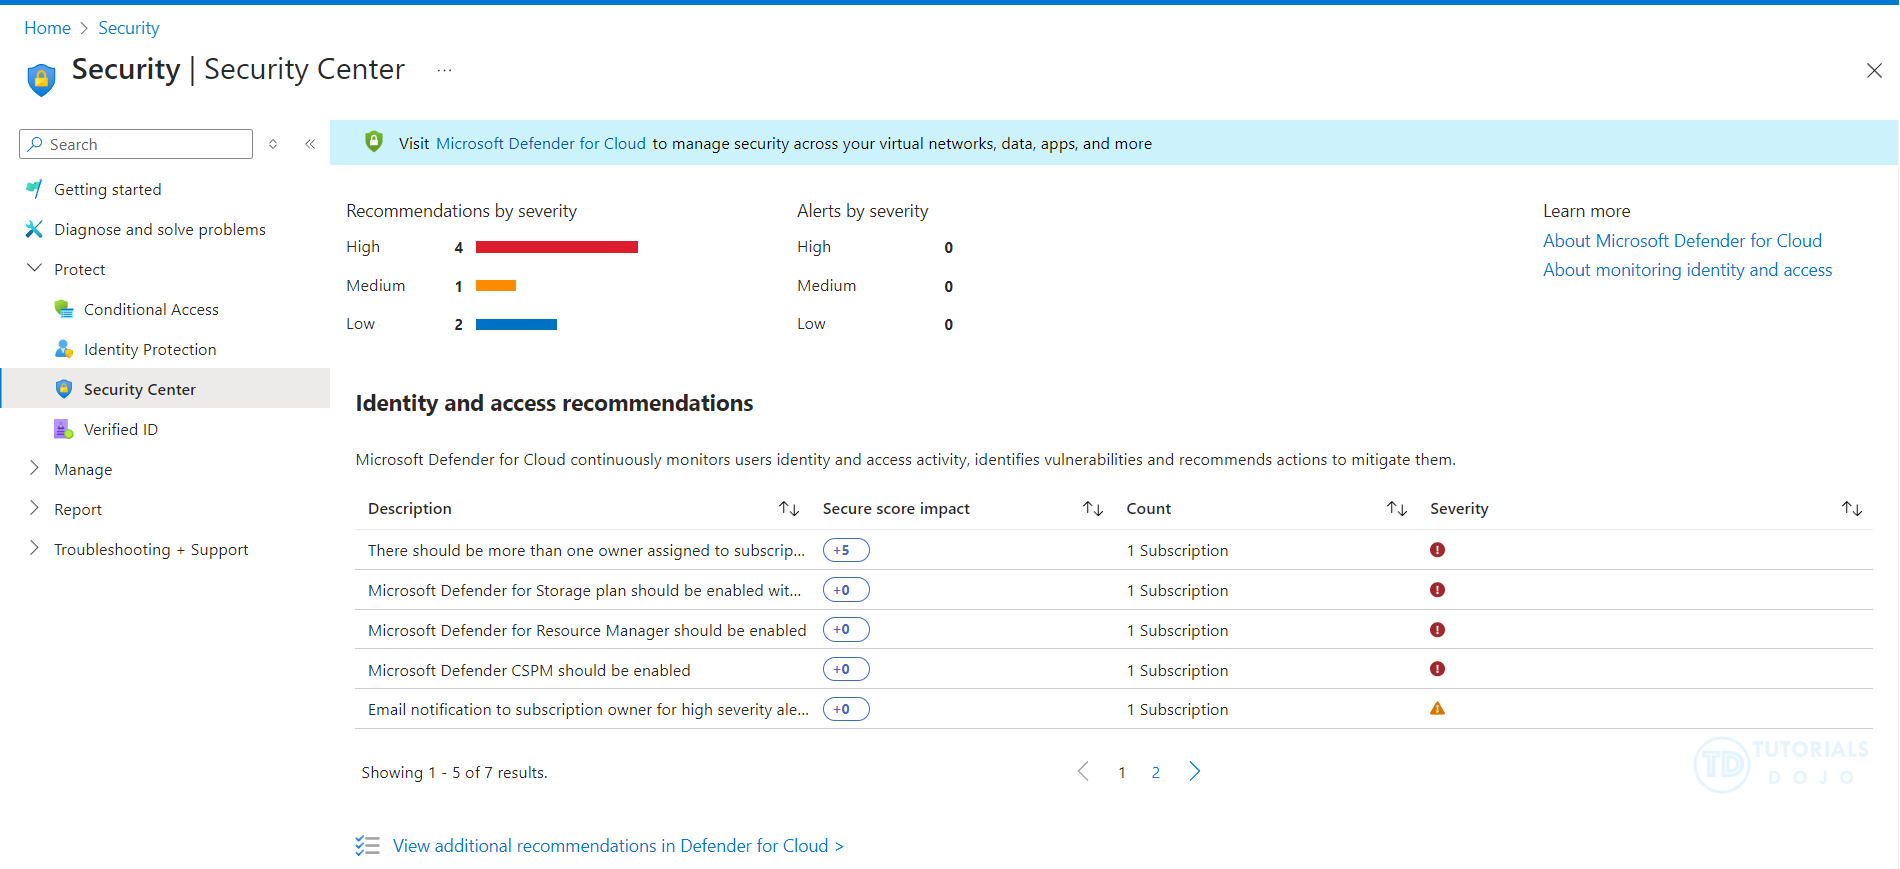 Home > Security
Security | Security Center ...
Search
Getting started
Diagnose and solve problems
Protect
Conditional Access
Identity Protection
Security Center
Verified ID
Manage
Report
Troubleshooting + Support
Visit Microsoft Defender for Cloud to manage security across your virtual networks, data, apps, and more
Recommendations by severity
High 4
Medium 1
Low 2
Alerts by severity
High 0
Medium 0
Low 0
Learn more
About Microsoft Defender for Cloud
About monitoring identity and access
Identity and access recommendations
Microsoft Defender for Cloud continuously monitors users identity and access activity, identifies vulnerabilities and recommends actions to mitigate them.
Description Secure score impact Count Severity
There should be more than one owner assigned to subscrip... +5 1 Subscription
Microsoft Defender for Storage plan should be enabled wit... +0 1 Subscription
Microsoft Defender for Resource Manager should be enabled +0 1 Subscription
Microsoft Defender CSPM should be enabled +0 1 Subscription
Email notification to subscription owner for high severity ale... +0 1 Subscription
Showing 1 - 5 of 7 results.
1 2
TD TUTORIALS
DOJO
View additional recommendations in Defender for Cloud >